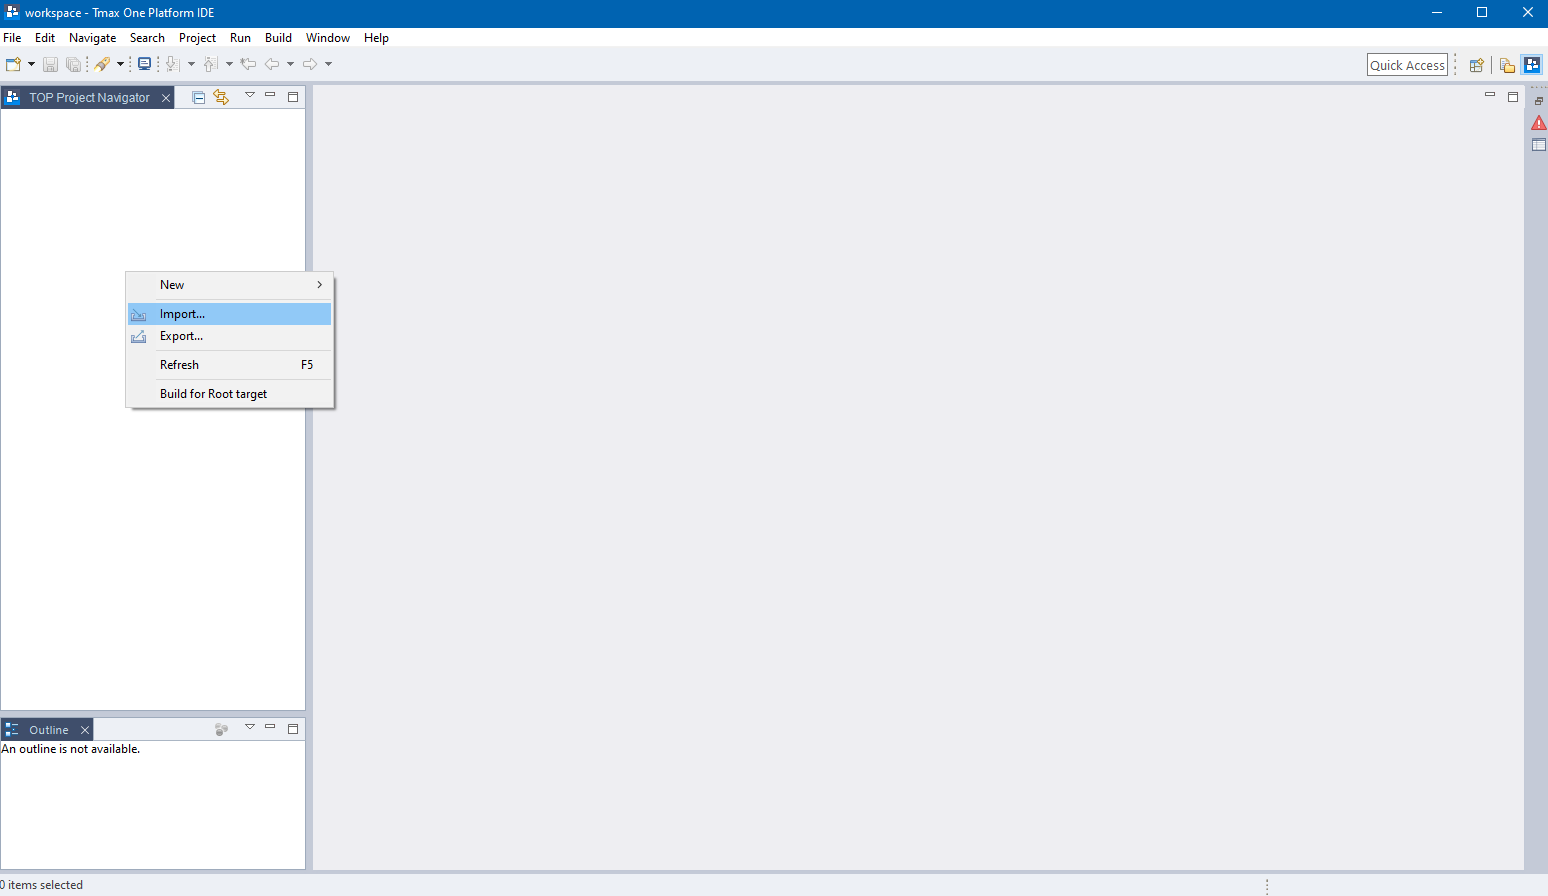 workspace - Tmax One Platform IDE
File Edit Navigate Search Project Run Build Window Help
Quick Access
TOP Project Navigator
New
Import...
Export...
Refresh F5
Build for Root target
Outline
An outline is not available.
0 items selected